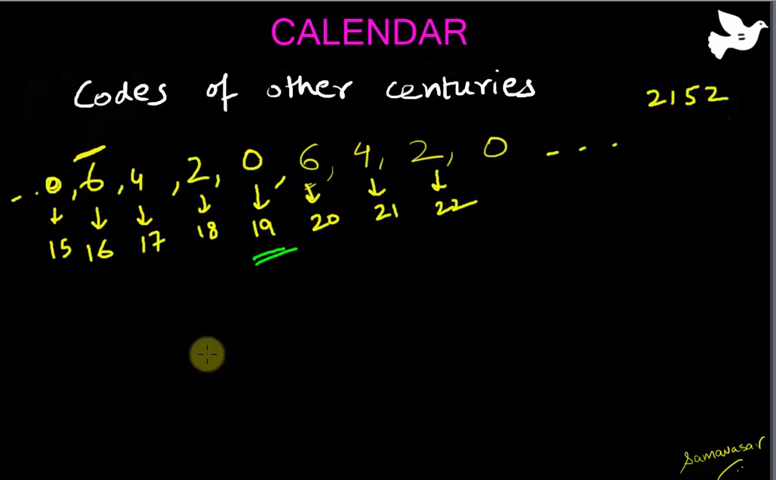 CALENDAR
Codes of other centuries
2152
- . . 0, 6, 4, 2, 0, 6, 4, 2, 0 - - -
15 16 17 18 19 20 21 22
Samavasar